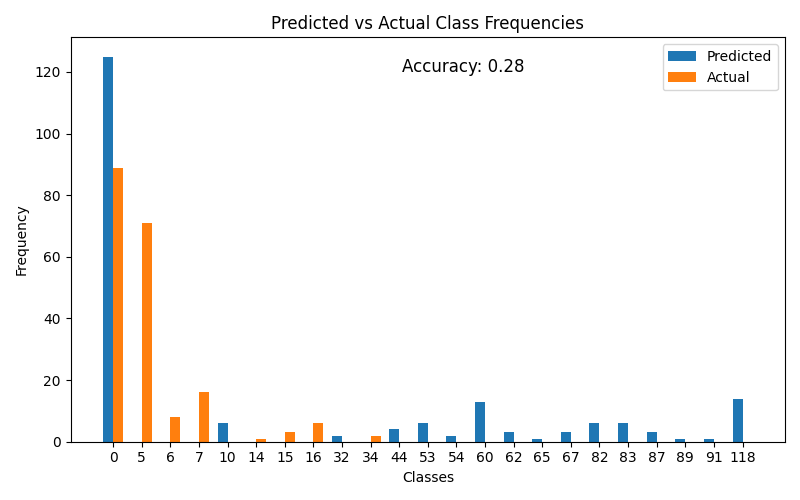 Predicted vs Actual Class Frequencies
Accuracy: 0.28
Predicted
Actual
120
100
80
60
40
20
0
Frequency
0 5 6 7 10 14 15 16 32 34 44 53 54 60 62 65 67 82 83 87 89 91 118
Classes